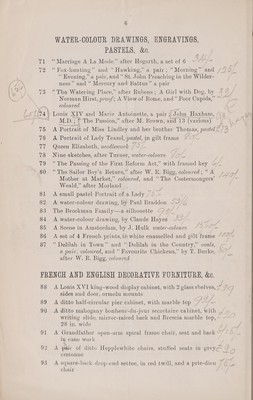 6
WATER-COLOUR DRAWINGS, ENGRAVINGS,
PASTELS, &c.
71 "Marriage A La Mode," after Hogarth, a set of 6
72 "Fox-hunting" and "Hawking," a pair; "Morning" and
"Evening," a pair, and "St. John Preaching in the Wilder-
ness" and "Mercury and Battus" a pair
73 "The Watering Place," after Rubens; A Girl with Dog, by
Norman Hirst, proof; A View of Rome, and "Poor Cupids,"
coloured
74 Louis XIV and Marie Antoinette, a pair; John Huxham,
M.D.; "The Passion," after M. Brown, and 13 (various)
75 A Portrait of Miss Lindley and her brother Thomas, pastel
76 A Portrait of Lady Teazel, pastel, in gilt frame
77 Queen Elizabeth, needlework
78 Nine sketches, after Turner, water-colours
79 "The Passing of the First Reform Act," with framed key
80 "The Sailor Boy's Return," after W. R. Bigg, coloured; "A
Mother at Market," coloured, and "The Costermongers'
World," after Morland
81 A small pastel Portrait of a Lady
82 A water-colour drawing, by Paul Braddon
83 The Brockman Family—a silhouette
84 A water-colour drawing, by Claude Hayes
85 A Scene in Amsterdam, by J. Hulk water-colours
86 A set of 4 French prints in white enamelled and gilt frame
87 "Delilah in Town" and "Delilah in the Country," ovals,
a pair, coloured, and "Favourite Chickens," by T. Burke,
after W. R. Bigg, coloured
FRENCH AND ENGLISH DECORATIVE FURNITURE, &c.
88 A Louis XVI king-wood display cabinet, with 2 glass shelves,
sides and door, ormolu mounts
89 A ditto half-circular pier cabinet, with marble top
90 A ditto mahogany bonheur-du-jour secretaire cabinet, with
writing slide, mirror-raised back and Brescia marble top,
28 in wide
91 A Grandfather open-arm spiral frame chair, seat and back
in cane work
92 A pair of ditto Hepplewhite chairs, stuffed seats in grey
cretonne
93 A square-back drop-end settee, in red twill, and a prie-dieu
chair